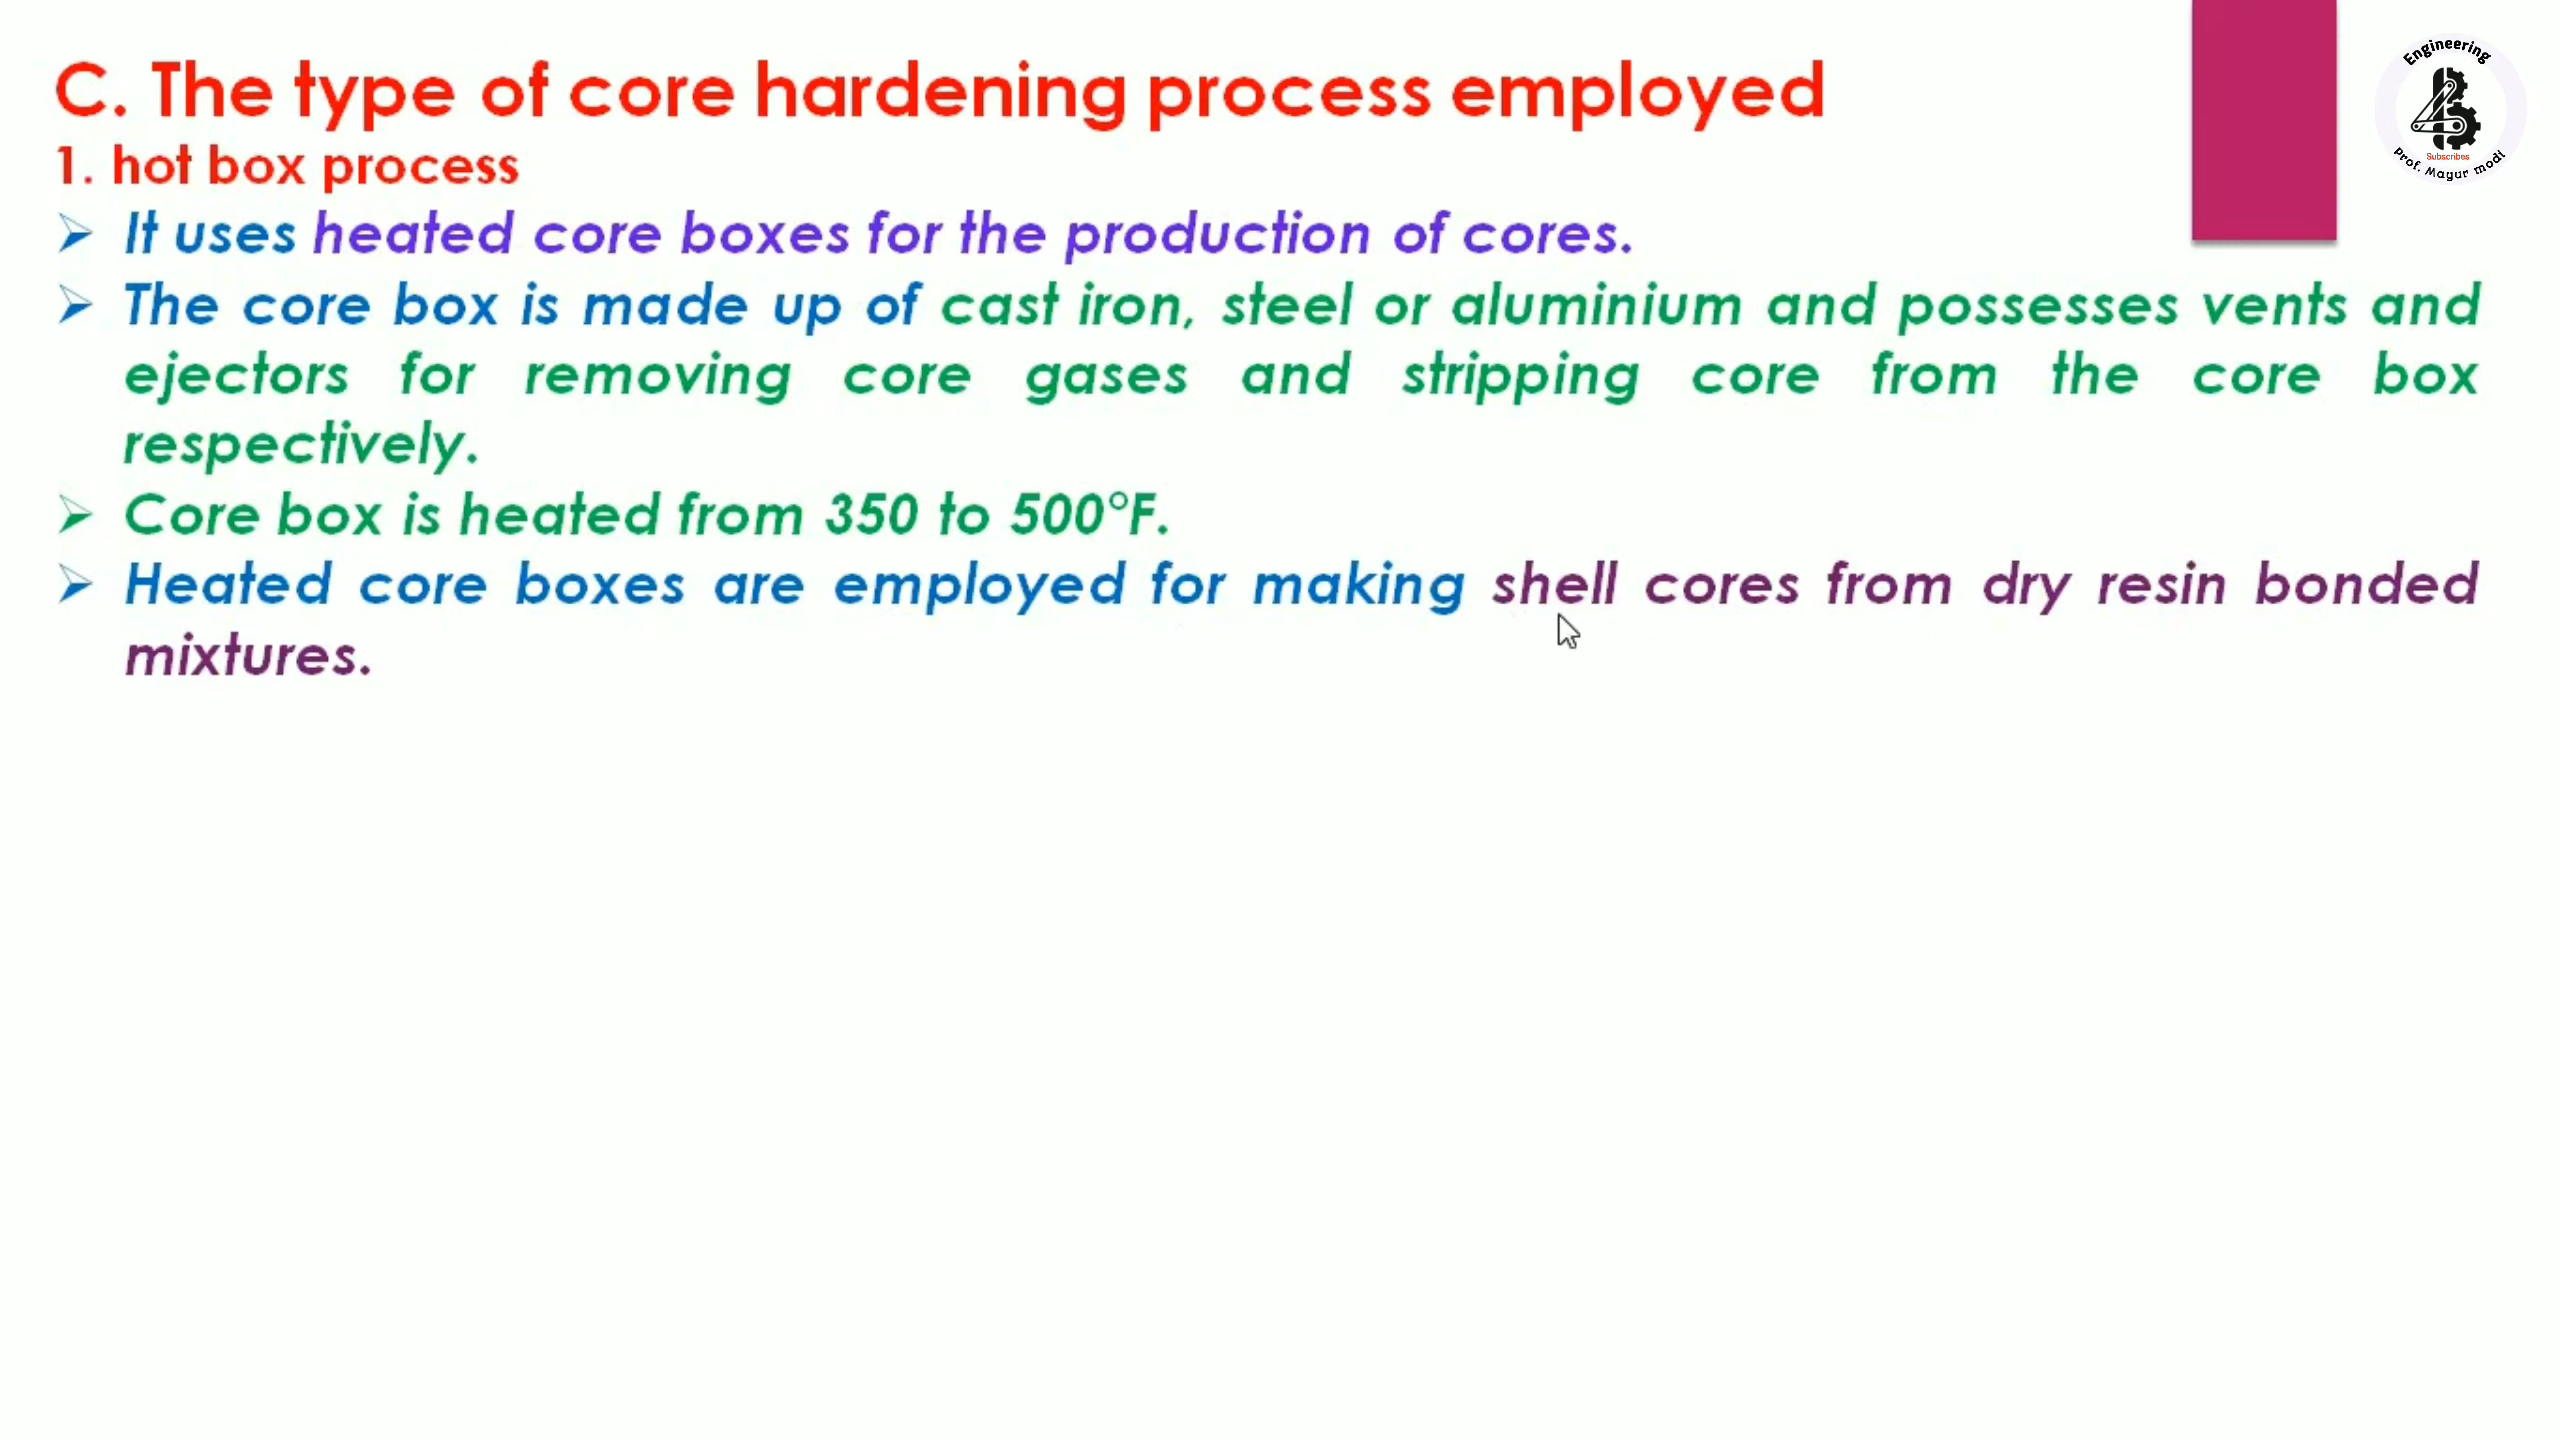 C. The type of core hardening process employed
1. hot box process
➢ It uses heated core boxes for the production of cores.
➢ The core box is made up of cast iron, steel or aluminium and possesses vents and
ejectors for removing core gases and stripping core from the core box
respectively.
➢ Core box is heated from 350 to 500°F.
➢ Heated core boxes are employed for making shell cores from dry resin bonded
mixtures.
Engineering
Subscribes
Prof. Mayur modi